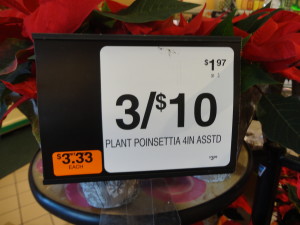 $1.97
3/$10
PLANT POINSETTIA 4IN ASSTD
$3.33
EACH